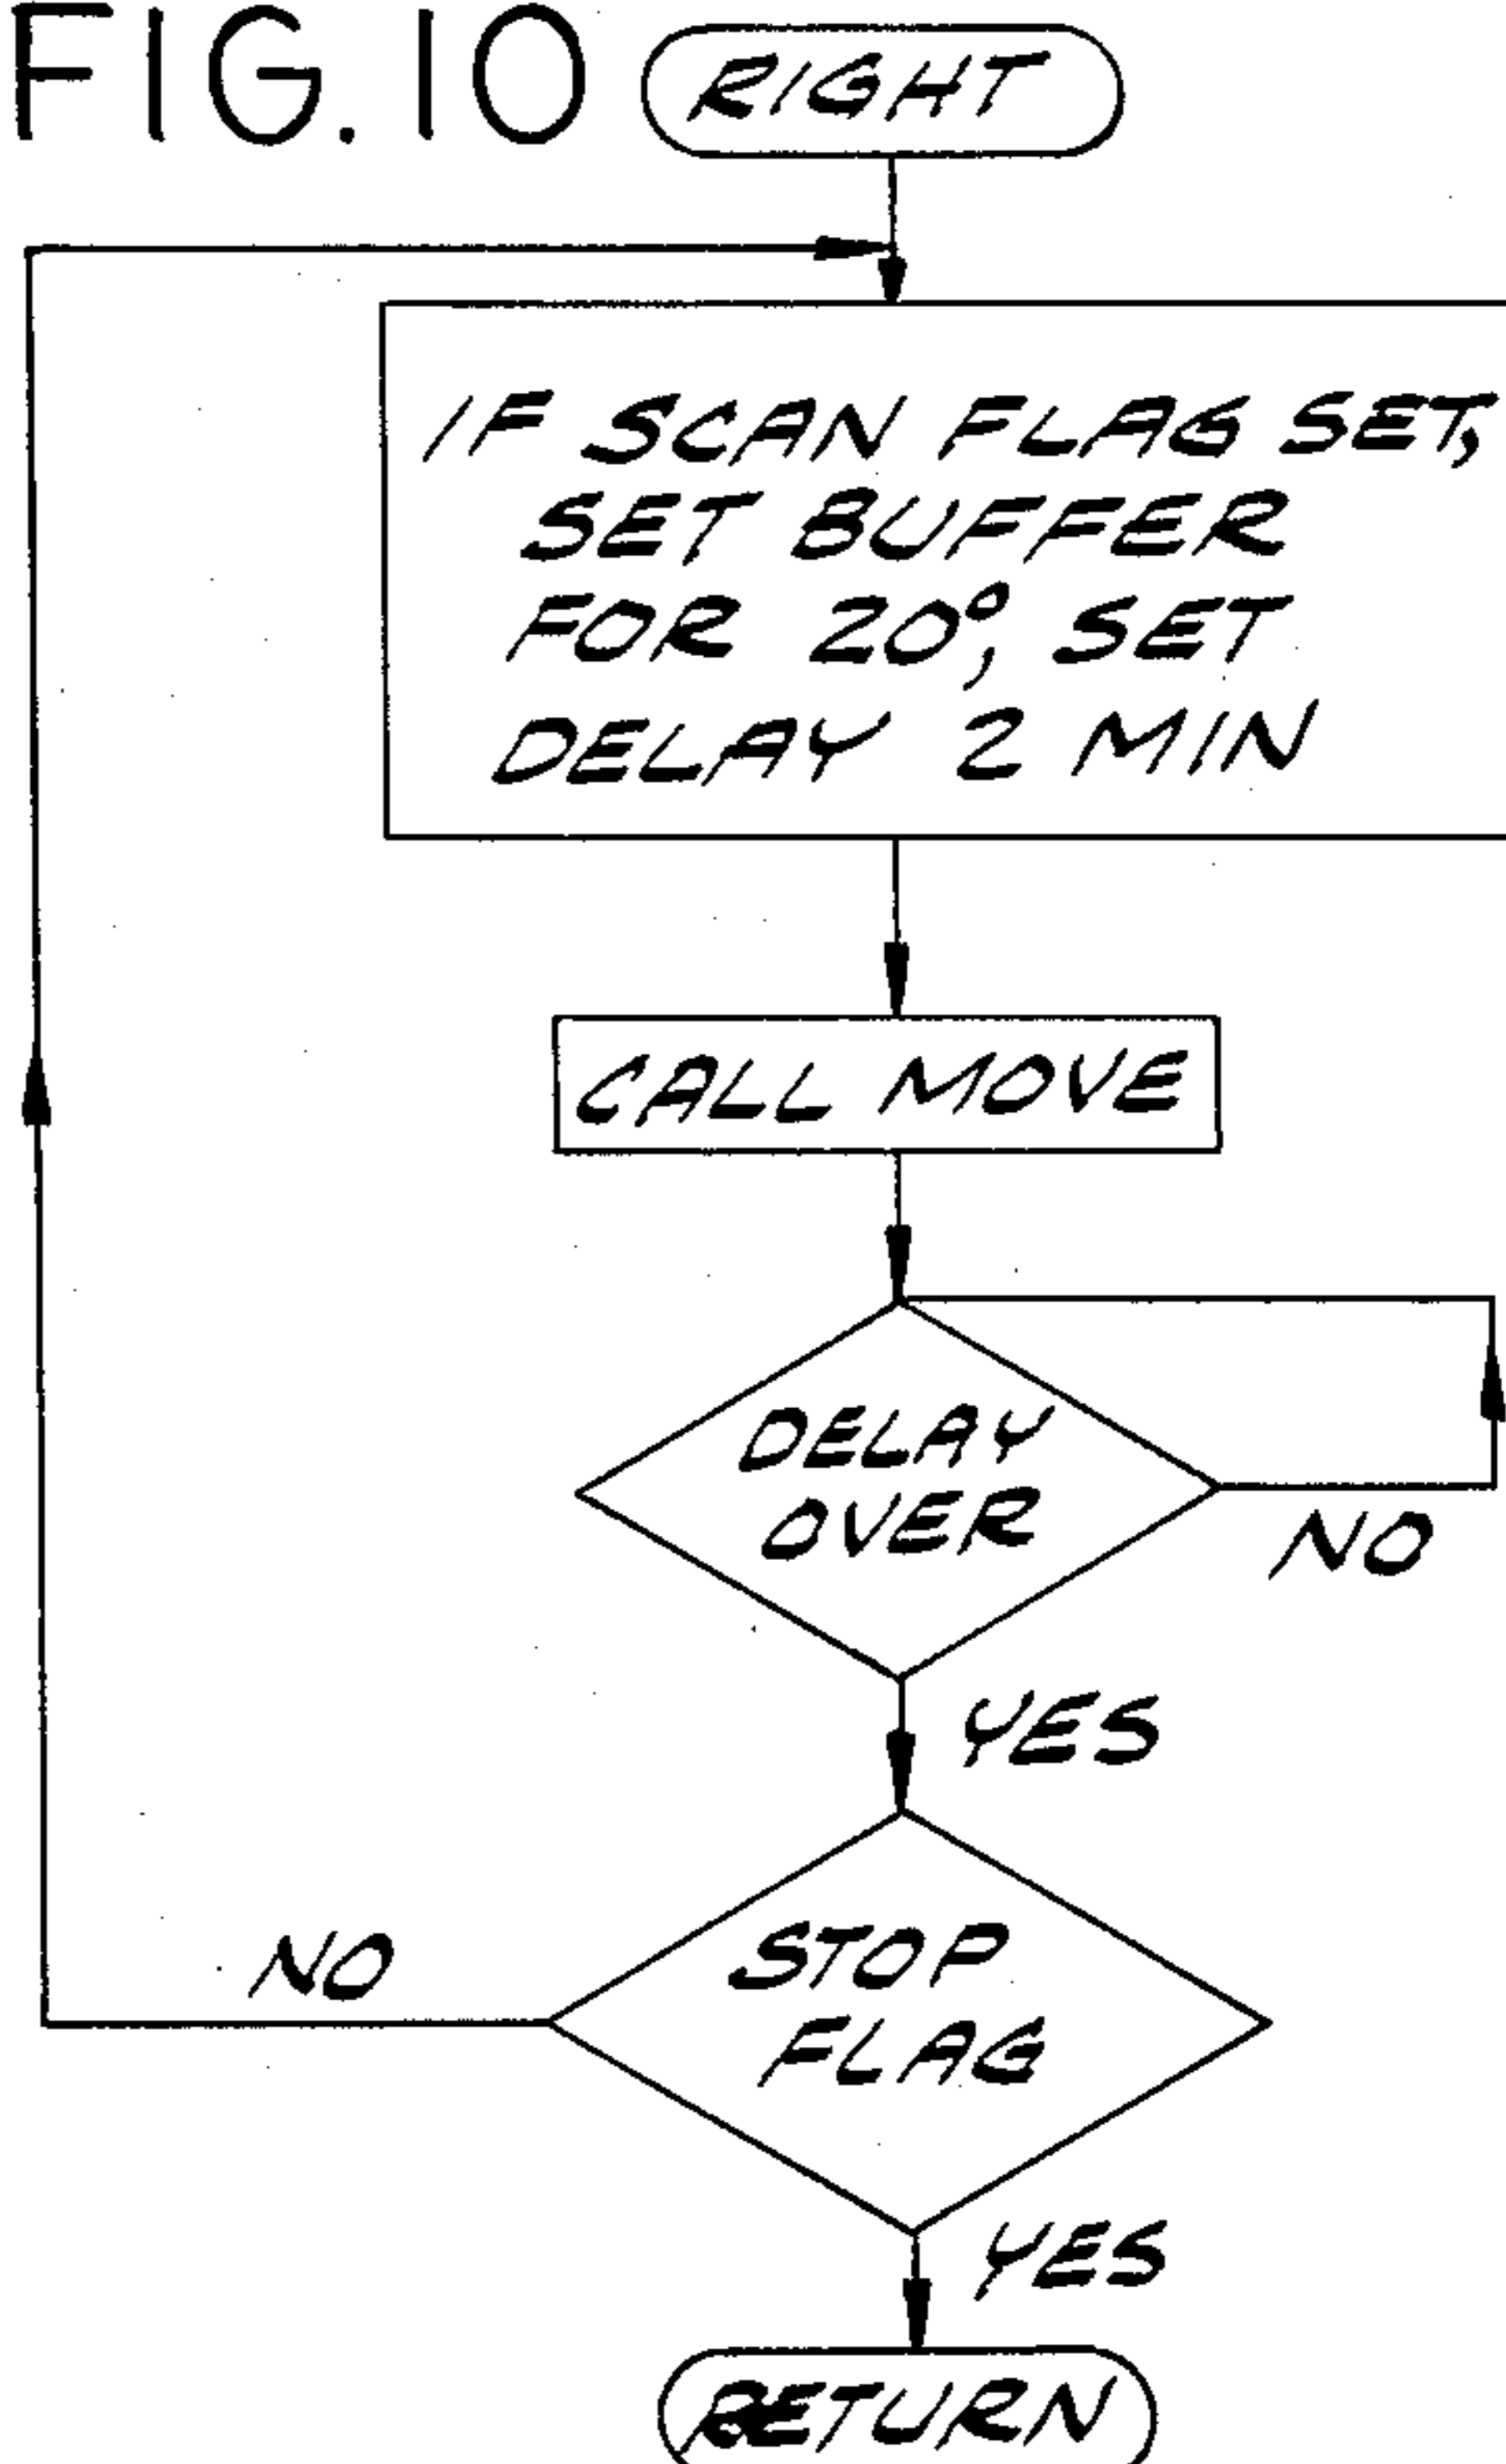 FIG. 10
RIGHT
IF SCAN FLAG SET,
SET BUFFER
FOR 20°, SET
DELAY 2 MIN
CALL MOVE
DELAY
OVER
NO
YES
STOP
FLAG
NO
YES
RETURN